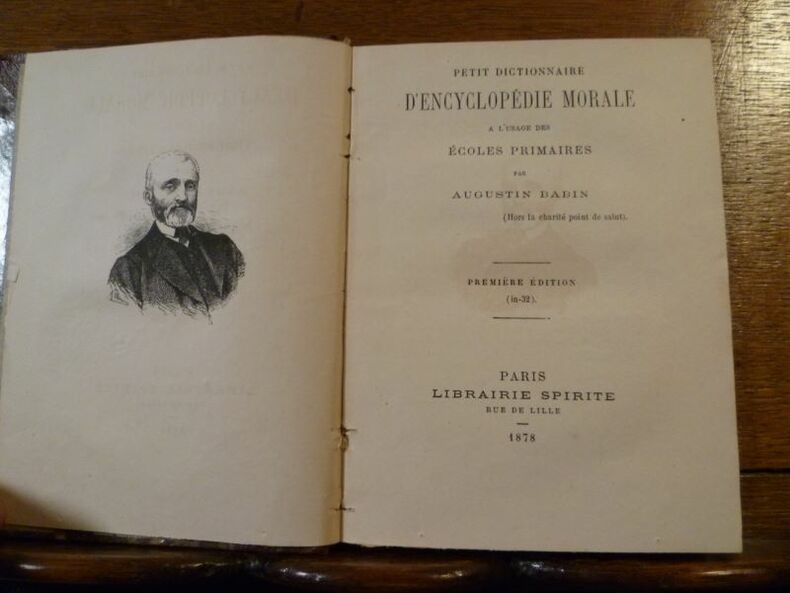 PETIT DICTIONNAIRE
D'ENCYCLOPÉDIE MORALE
A L'USAGE DES
ÉCOLES PRIMAIRES
PAR
AUGUSTIN BABIN
(Hors la charité point de salut).
PREMIÈRE ÉDITION
(in-32).
PARIS
LIBRAIRIE SPIRITE
RUE DE LILLE
1878